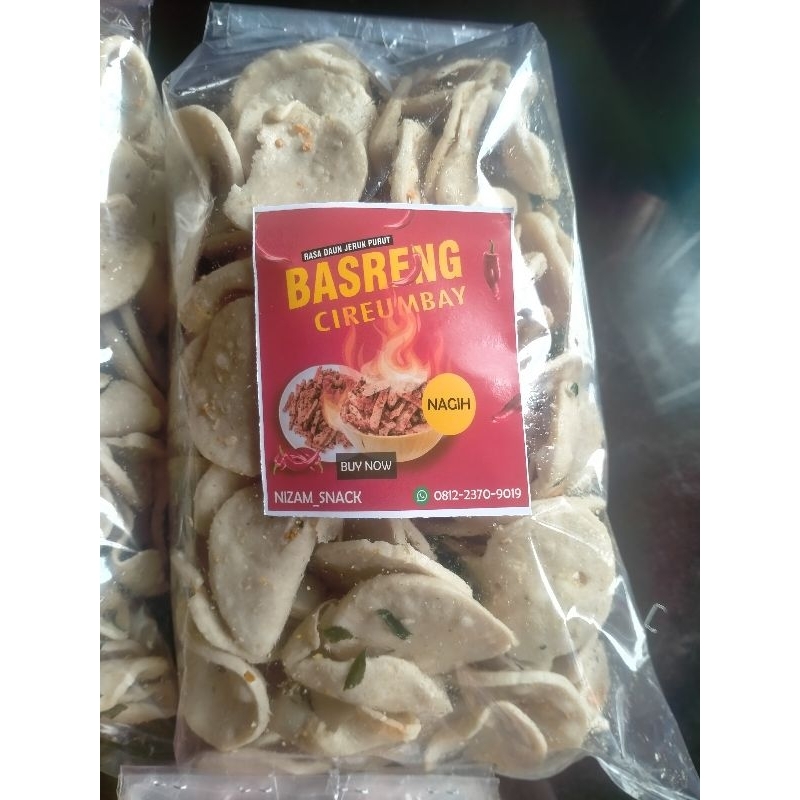 RASA DAUN JERUK PURUT
BASRENG
CIREUMBAY
NAGIH
BUY NOW
NIZAM_SNACK
0812-2370-9019